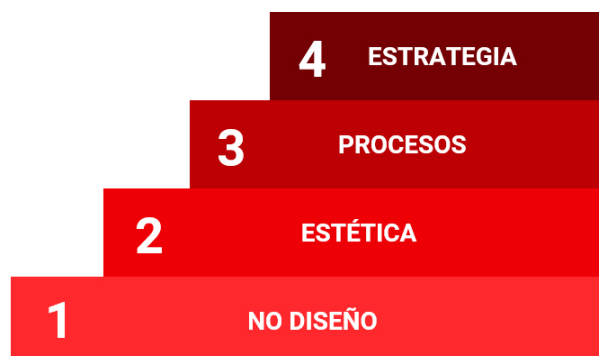 4 ESTRATEGIA
3 PROCESOS
2 ESTÉTICA
1 NO DISEÑO